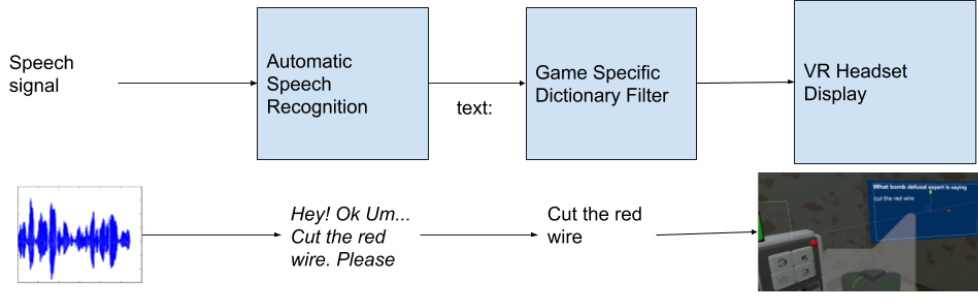 Speech
signal
Automatic
Speech
Recognition
text:
Game Specific
Dictionary Filter
VR Headset
Display
Hey! Ok Um...
Cut the red
wire. Please
Cut the red
wire
What bomb defusal expert is saying
cut the red wire